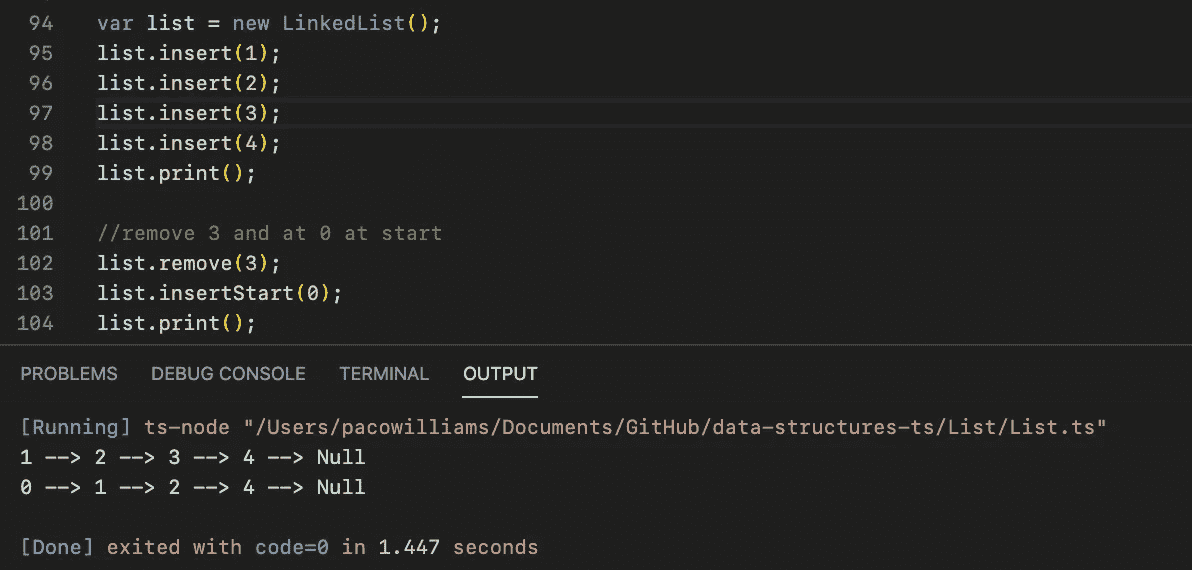 94 var list = new LinkedList();
95 list.insert(1);
96 list.insert(2);
97 list.insert(3);
98 list.insert(4);
99 list.print();
100
101 //remove 3 and at 0 at start
102 list.remove(3);
103 list.insertStart(0);
104 list.print();
PROBLEMS DEBUG CONSOLE TERMINAL OUTPUT
[Running] ts-node "/Users/pacowilliams/Documents/GitHub/data-structures-ts/List/List.ts"
1 --> 2 --> 3 --> 4 --> Null
0 --> 1 --> 2 --> 4 --> Null
[Done] exited with code=0 in 1.447 seconds